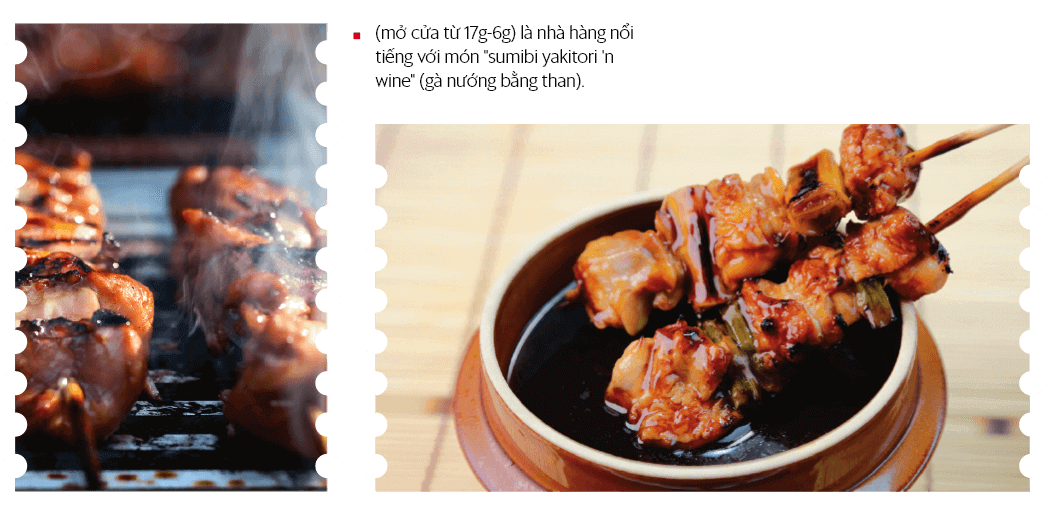 (mở cửa từ 17g-6g) là nhà hàng nổi
tiếng với món "sumibi yakitori 'n
wine" (gà nướng bằng than).